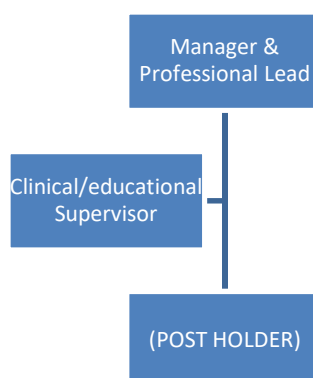 Manager &
Professional Lead
Clinical/educational
Supervisor
(POST HOLDER)